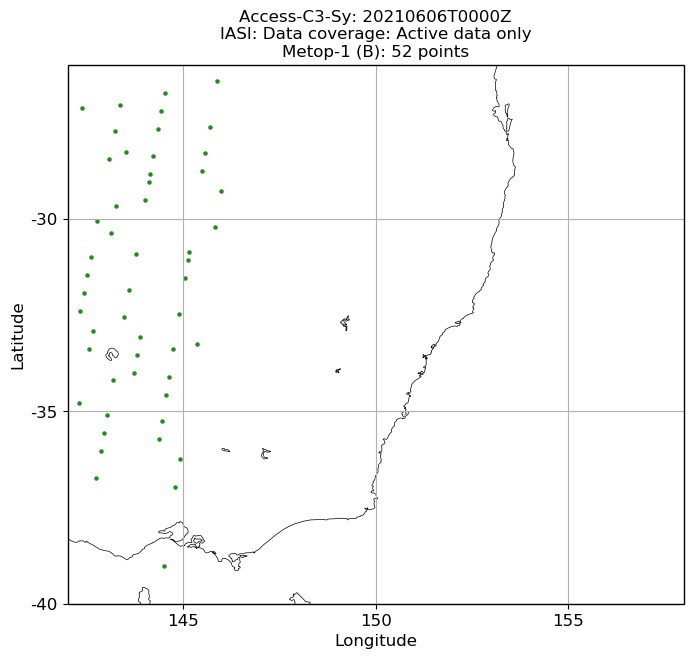 Access-C3-Sy: 20210606T0000Z
IASI: Data coverage: Active data only
Metop-1 (B): 52 points
Latitude
-30
-35
-40
145
150
155
Longitude